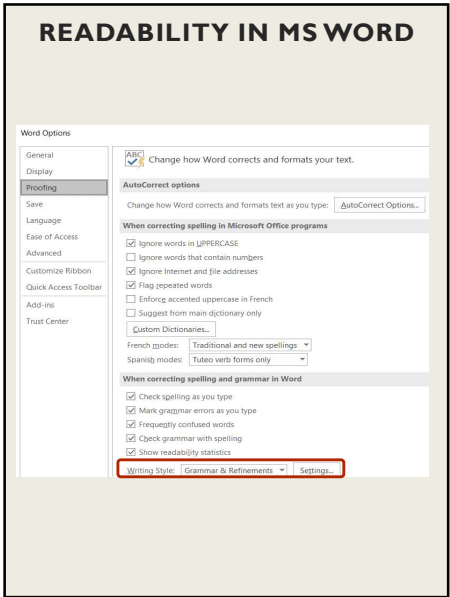 READABILITY IN MS WORD
Word Options
General
Display
Proofing
Save
Language
Ease of Access
Advanced
Customize Ribbon
Quick Access Toolbar
Add-ins
Trust Center
ABC Change how Word corrects and formats your text.
AutoCorrect options
Change how Word corrects and formats text as you type: AutoCorrect Options...
When correcting spelling in Microsoft Office programs
Ignore words in UPPERCASE
Ignore words that contain numbers
Ignore Internet and file addresses
Flag repeated words
Enforce accented uppercase in French
Suggest from main dictionary only
Custom Dictionaries...
French modes: Traditional and new spellings
Spanish modes: Tuteo verb forms only
When correcting spelling and grammar in Word
Check spelling as you type
Mark grammar errors as you type
Frequently confused words
Check grammar with spelling
Show readability statistics
Writing Style: Grammar & Refinements Settings...